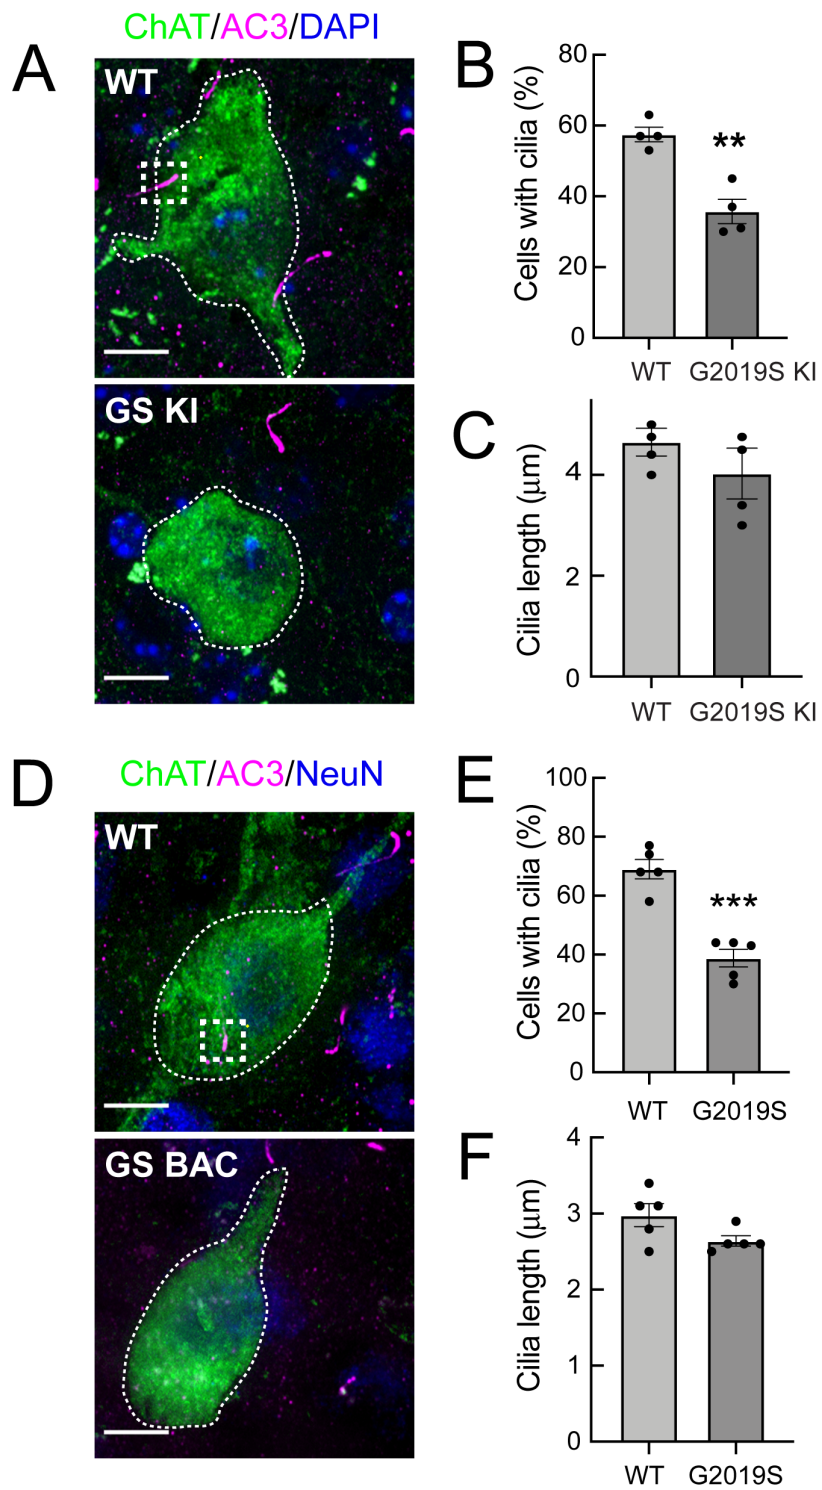 ChAT/AC3/DAPI
A
WT
GS KI
B
Cells with cilia (%)
80
60
40
20
0
**
WT
G2019S KI
C
Cilia length (μm)
4
2
0
WT
G2019S KI
D
ChAT/AC3/NeuN
WT
GS BAC
E
Cells with cilia (%)
100
80
60
40
20
0
***
WT
G2019S
F
Cilia length (μm)
4
3
2
1
0
WT
G2019S